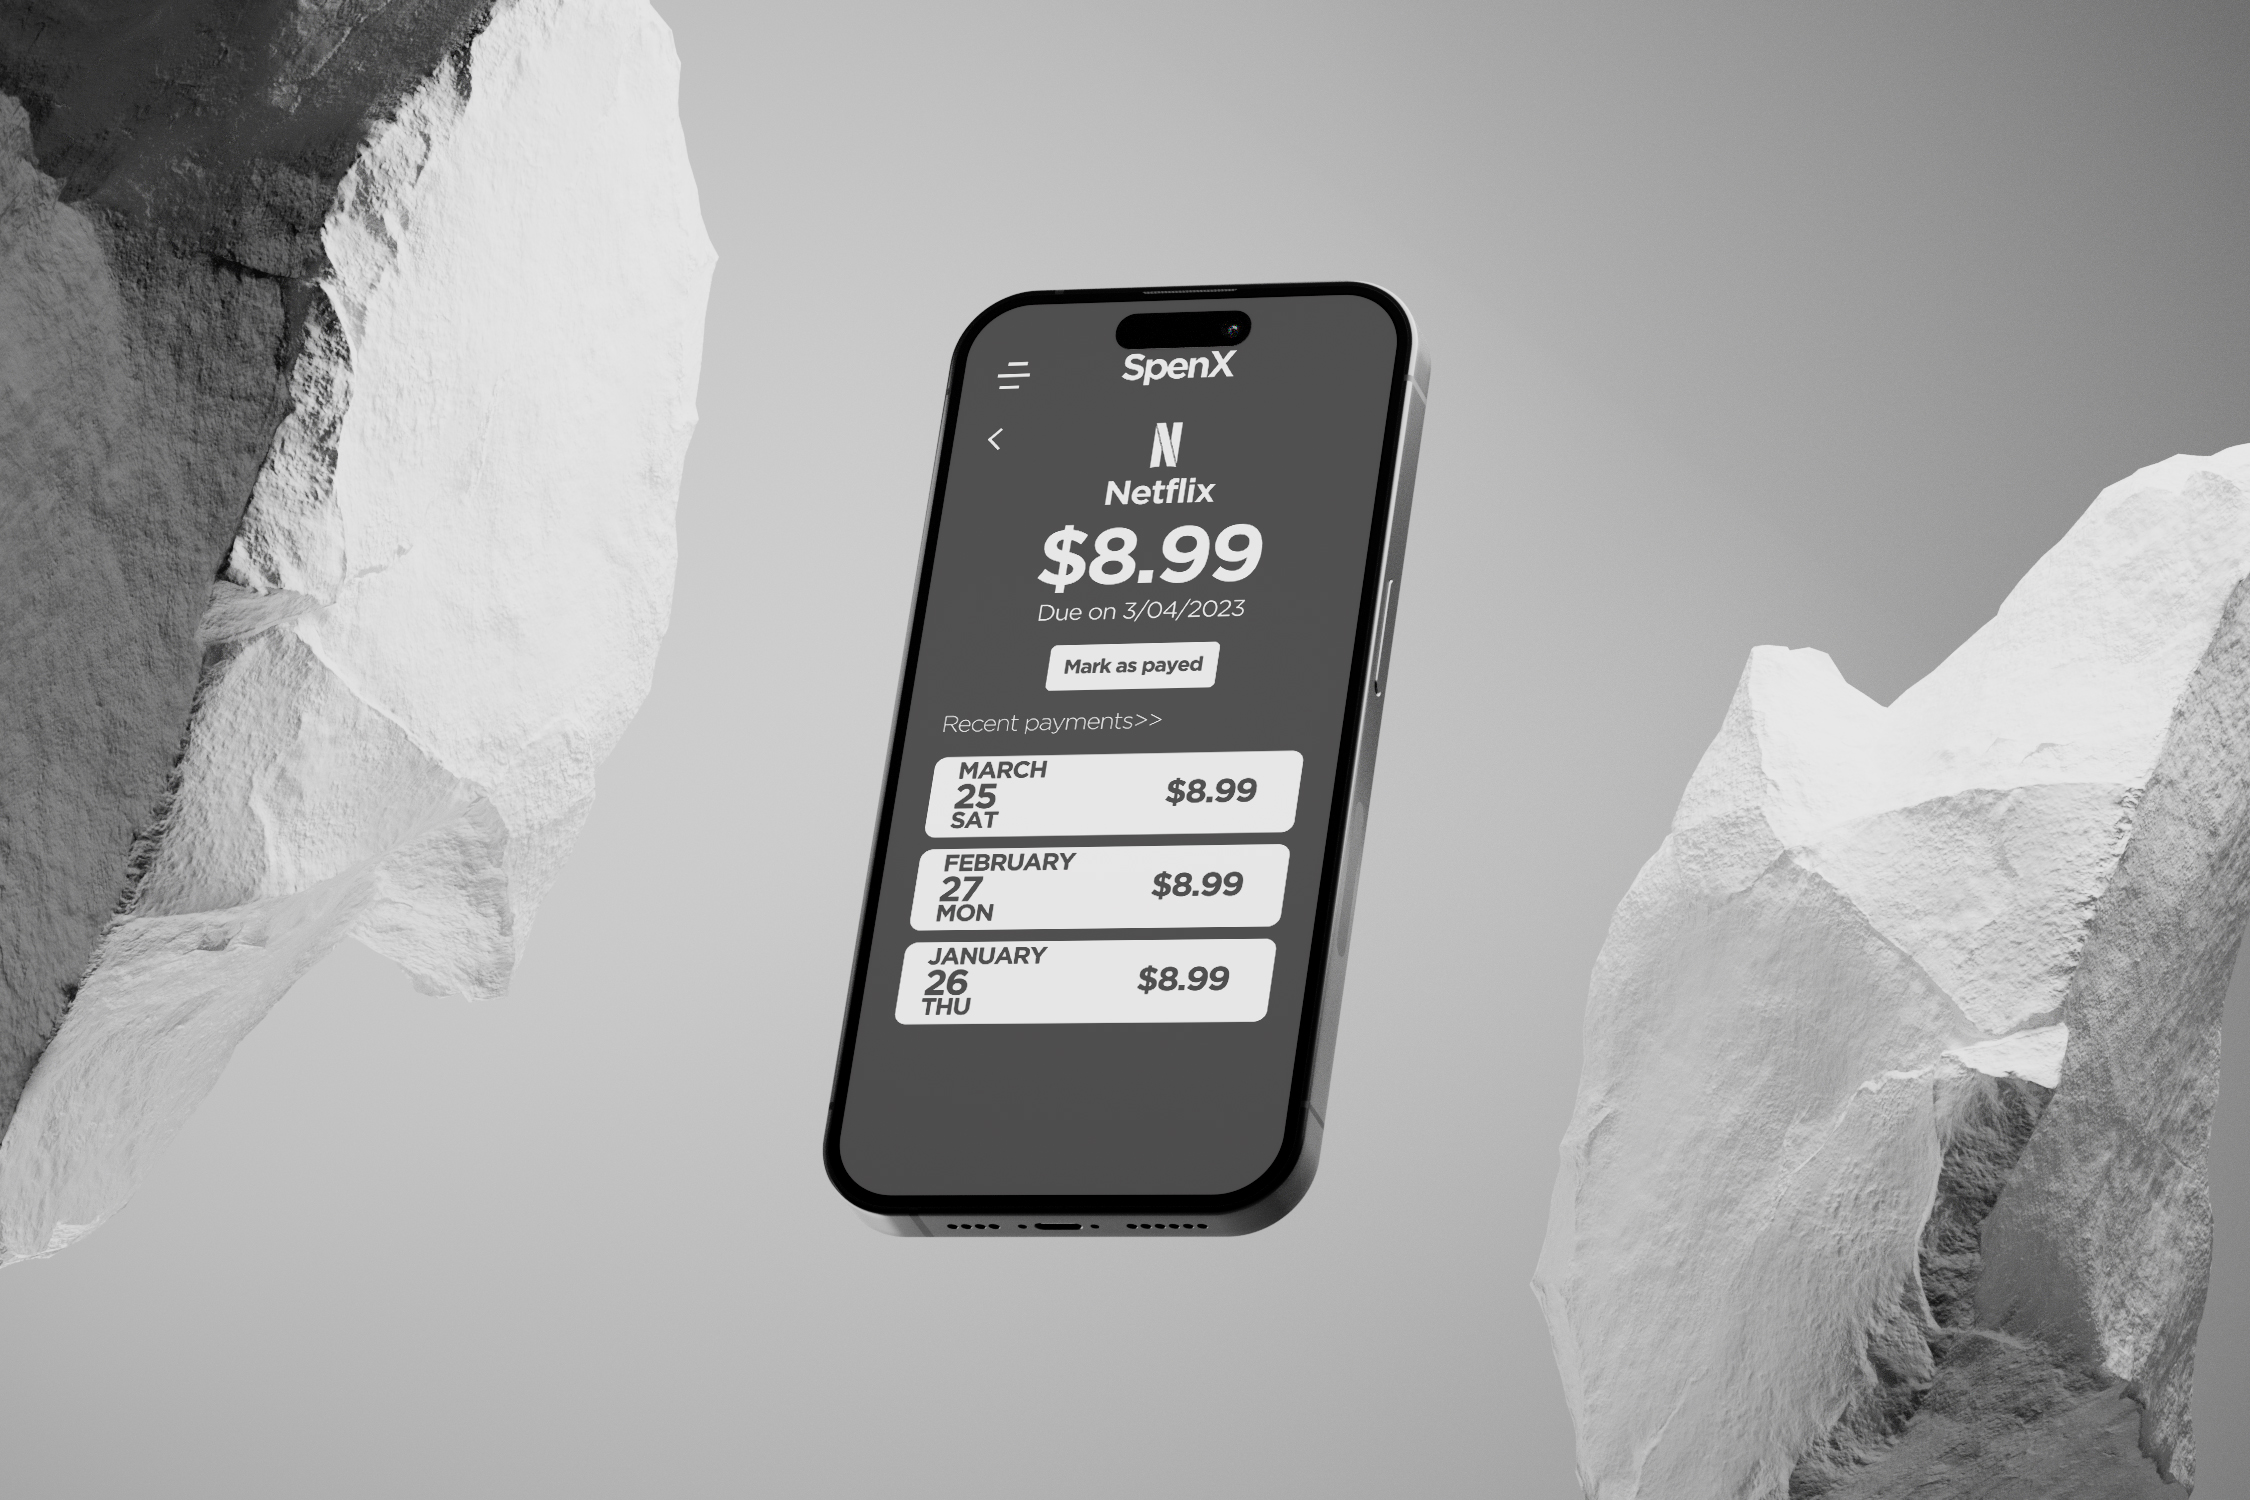 SpenX
Netflix
$8.99
Due on 3/04/2023
Mark as payed
Recent payments>>
MARCH
25
SAT
$8.99
FEBRUARY
27
MON
$8.99
JANUARY
26
THU
$8.99